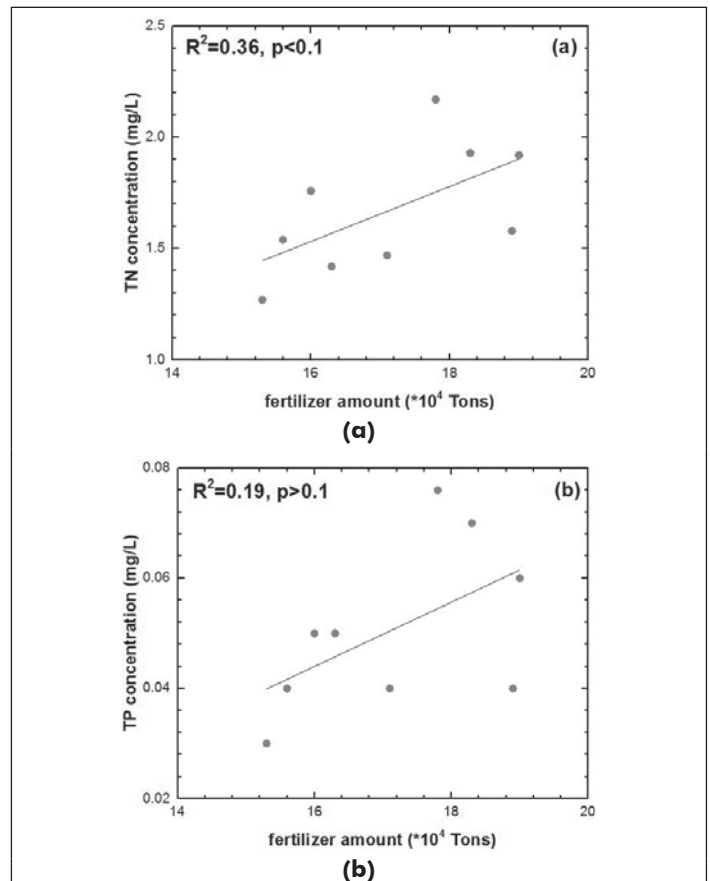 R²=0.36, p<0.1
(a)
2.5
2.0
1.5
1.0
TN concentration (mg/L)
14
16
18
20
fertilizer amount (*10⁴ Tons)
(a)
R²=0.19, p>0.1
(b)
0.08
0.06
0.04
0.02
TP concentration (mg/L)
14
16
18
20
fertilizer amount (*10⁴ Tons)
(b)